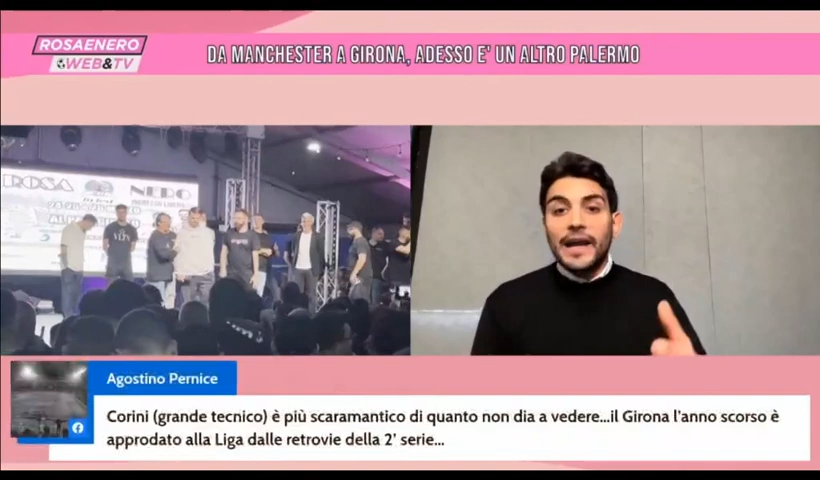 ROSAENERO
WEB&TV
DA MANCHESTER A GIRONA, ADESSO E' UN ALTRO PALERMO
ROSA
NERO
Agostino Pernice
Corini (grande tecnico) è più scaramantico di quanto non dia a vedere...il Girona l'anno scorso è
approdato alla Liga dalle retrovie della 2' serie...